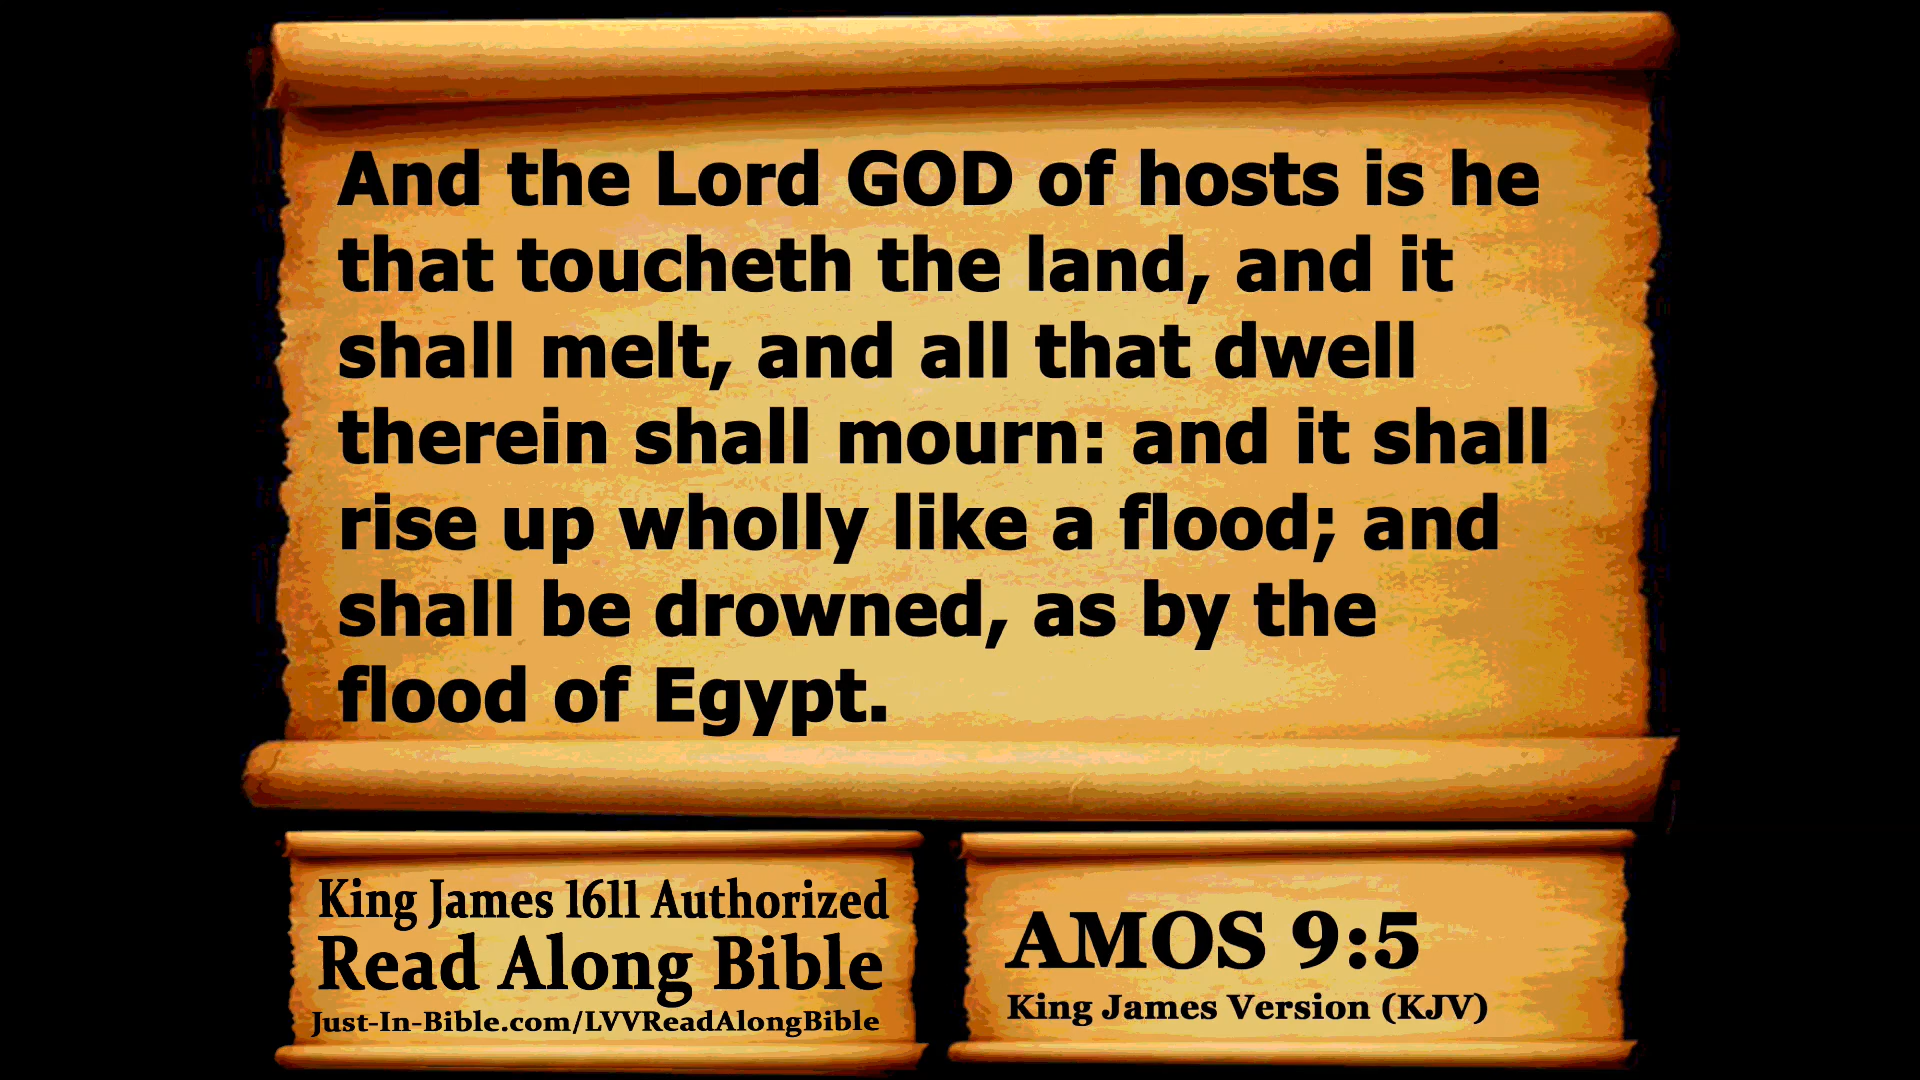 And the Lord GOD of hosts is he
that toucheth the land, and it
shall melt, and all that dwell
therein shall mourn: and it shall
rise up wholly like a flood; and
shall be drowned, as by the
flood of Egypt.
King James 1611 Authorized
Read Along Bible
Just-In-Bible.com/LVVReadAlongBible
AMOS 9:5
King James Version (KJV)